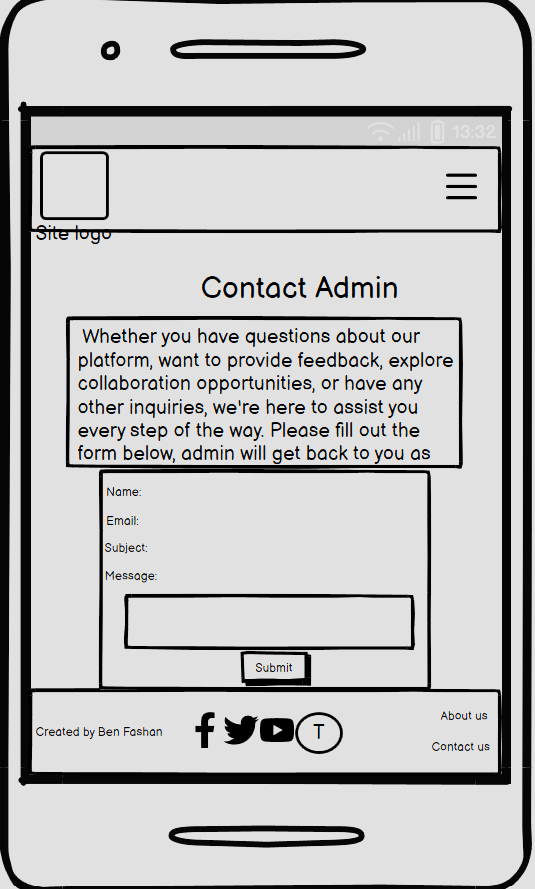 13:32
Site logo
Contact Admin
Whether you have questions about our
platform, want to provide feedback, explore
collaboration opportunities, or have any
other inquiries, we're here to assist you
every step of the way. Please fill out the
form below, admin will get back to you as
Name:
Email:
Subject:
Message:
Submit
Created by Ben Fashan
T
About us
Contact us